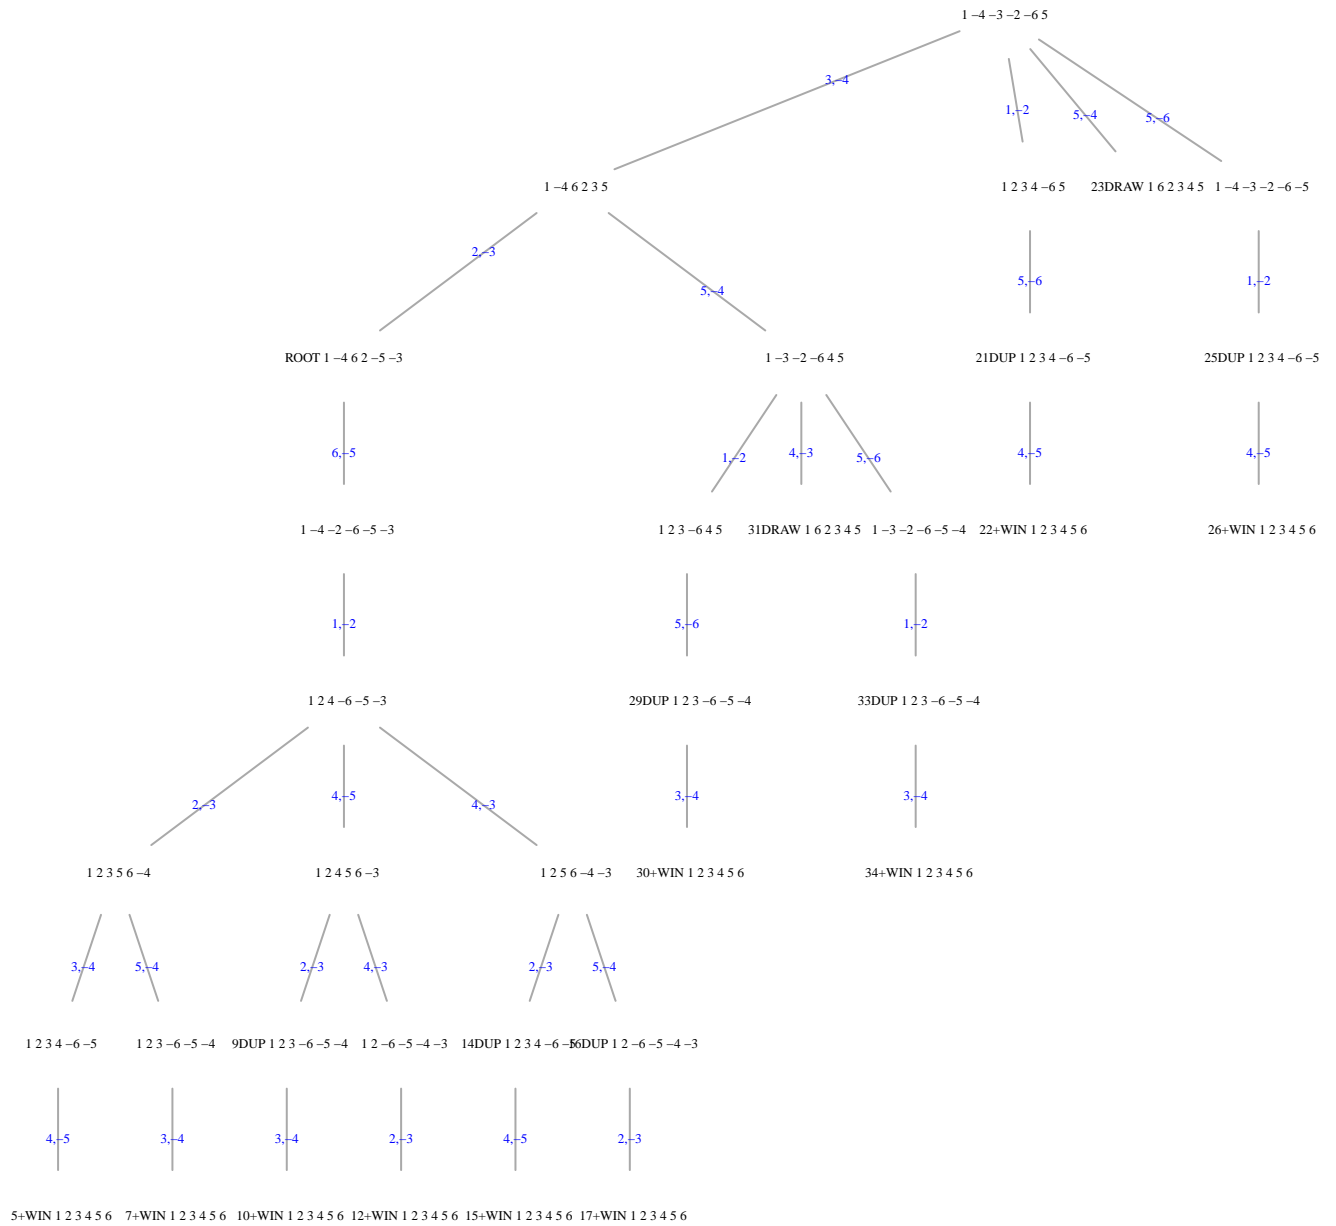 1 –4 –3 –2 –6 5
3,–4
1,–2
5,–4
5,–6
1 –4 6 2 3 5
1 2 3 4 –6 5
23DRAW 1 6 2 3 4 5
1 –4 –3 –2 –6 –5
2,–3
5,–4
5,–6
1,–2
ROOT 1 –4 6 2 –5 –3
1 –3 –2 –6 4 5
21DUP 1 2 3 4 –6 –5
25DUP 1 2 3 4 –6 –5
6,–5
1,–2
4,–3
5,–6
4,–5
4,–5
1 –4 –2 –6 –5 –3
1 2 3 –6 4 5
31DRAW 1 6 2 3 4 5
1 –3 –2 –6 –5 –4
22+WIN 1 2 3 4 5 6
26+WIN 1 2 3 4 5 6
1,–2
5,–6
1,–2
1 2 4 –6 –5 –3
29DUP 1 2 3 –6 –5 –4
33DUP 1 2 3 –6 –5 –4
2,–3
4,–5
4,–3
3,–4
3,–4
1 2 3 5 6 –4
1 2 4 5 6 –3
1 2 5 6 –4 –3
30+WIN 1 2 3 4 5 6
34+WIN 1 2 3 4 5 6
3,–4
5,–4
2,–3
4,–3
2,–3
5,–4
1 2 3 4 –6 –5
1 2 3 –6 –5 –4
9DUP 1 2 3 –6 –5 –4
1 2 –6 –5 –4 –3
14DUP 1 2 3 4 –6 –5
16DUP 1 2 –6 –5 –4 –3
4,–5
3,–4
3,–4
2,–3
4,–5
2,–3
5+WIN 1 2 3 4 5 6
7+WIN 1 2 3 4 5 6
10+WIN 1 2 3 4 5 6
12+WIN 1 2 3 4 5 6
15+WIN 1 2 3 4 5 6
17+WIN 1 2 3 4 5 6